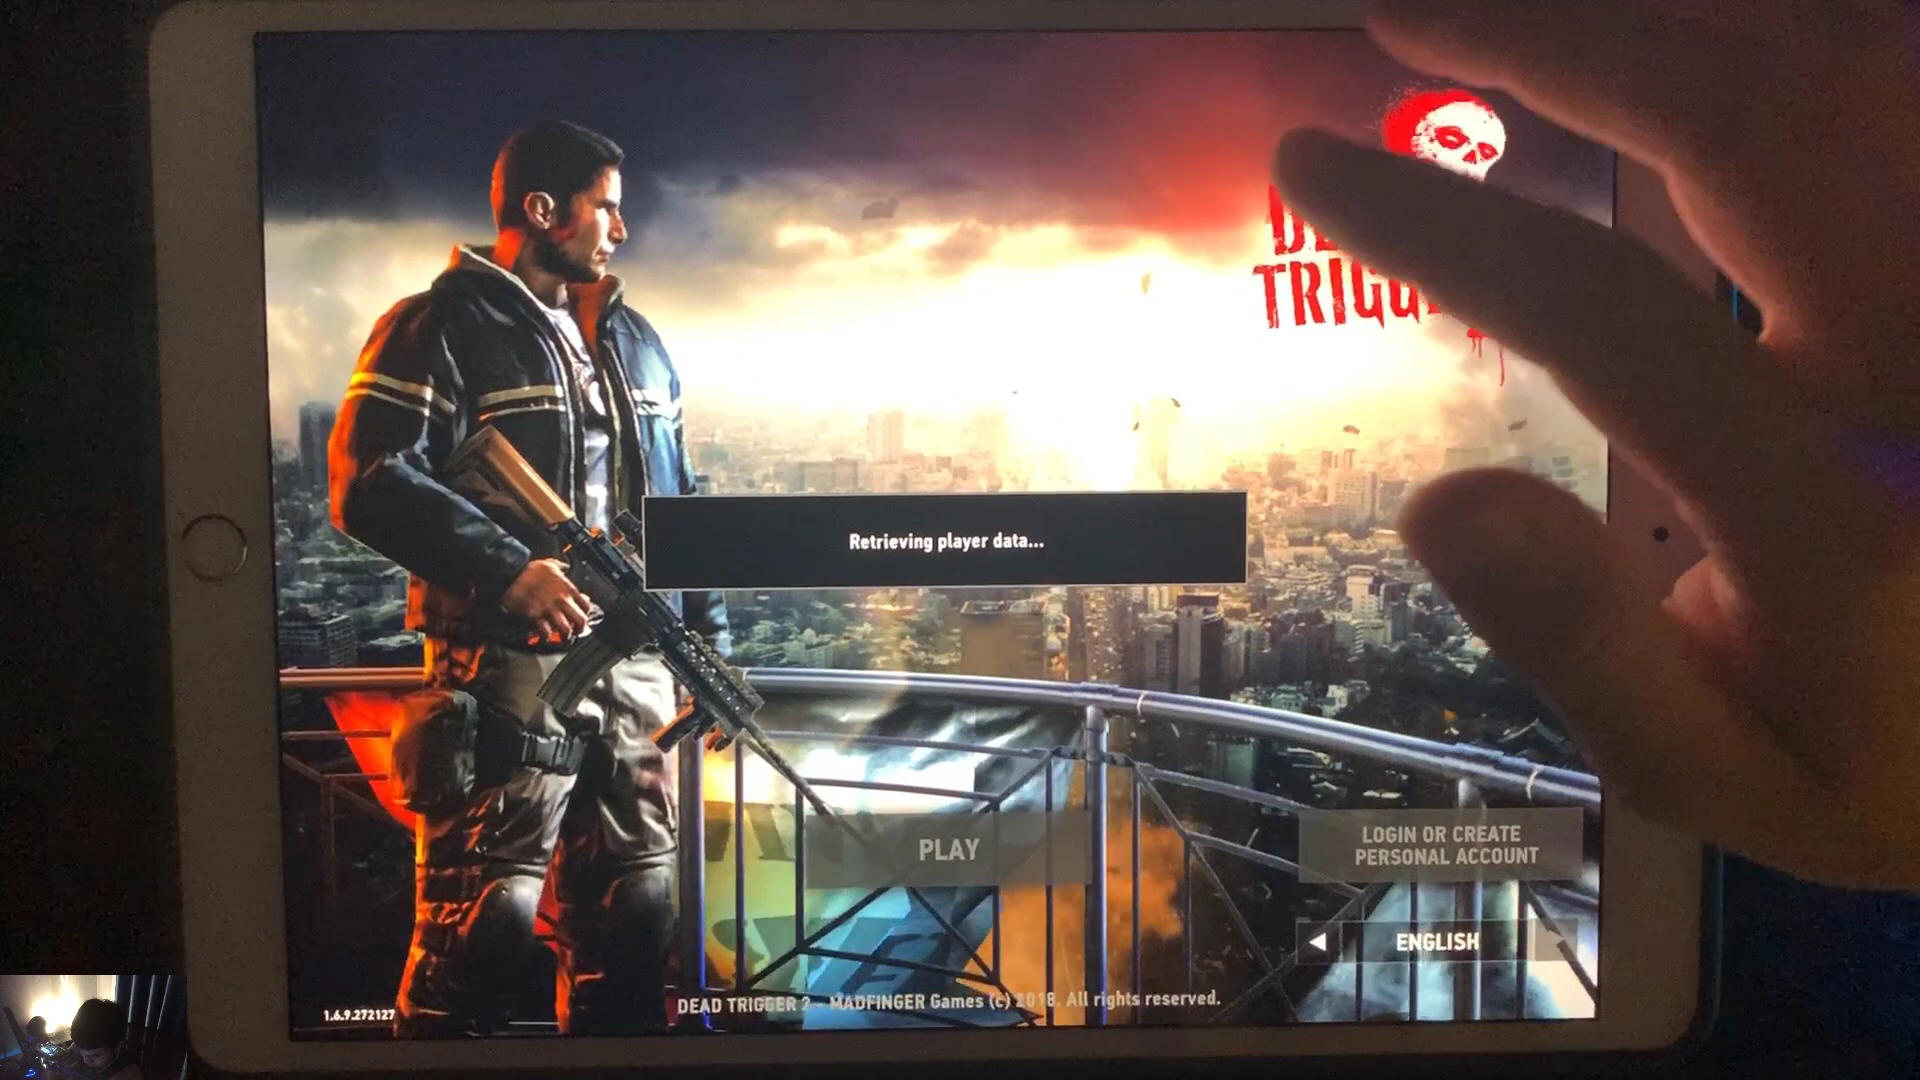 TRIGG
Retrieving player data...
PLAY
LOGIN OR CREATE
PERSONAL ACCOUNT
ENGLISH
DEAD TRIGGER 2 - MADFINGER Games (c) 2018. All rights reserved.
1.6.9.272127